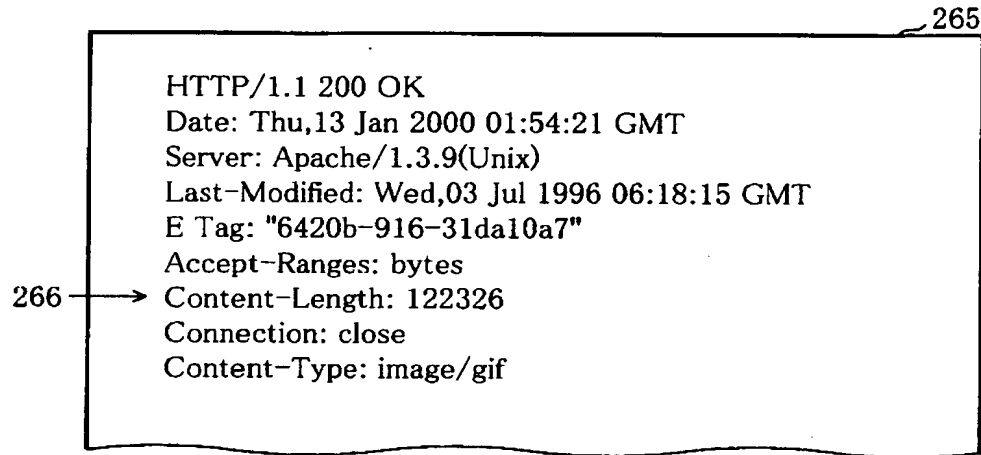 265
HTTP/1.1 200 OK
Date: Thu,13 Jan 2000 01:54:21 GMT
Server: Apache/1.3.9(Unix)
Last-Modified: Wed,03 Jul 1996 06:18:15 GMT
E Tag: "6420b-916-31da10a7"
Accept-Ranges: bytes
266 Content-Length: 122326
Connection: close
Content-Type: image/gif